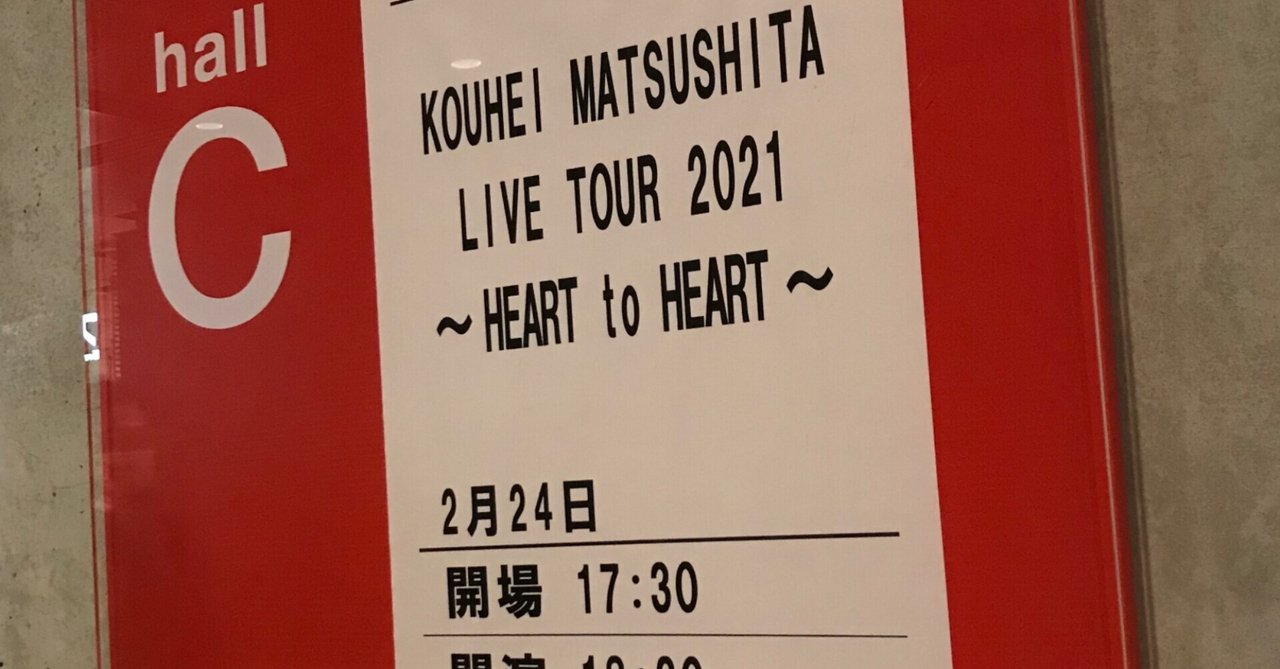 hall
C
KOUHEI MATSUSHITA
LIVE TOUR 2021
～HEART to HEART～
2月24日
開場 17:30